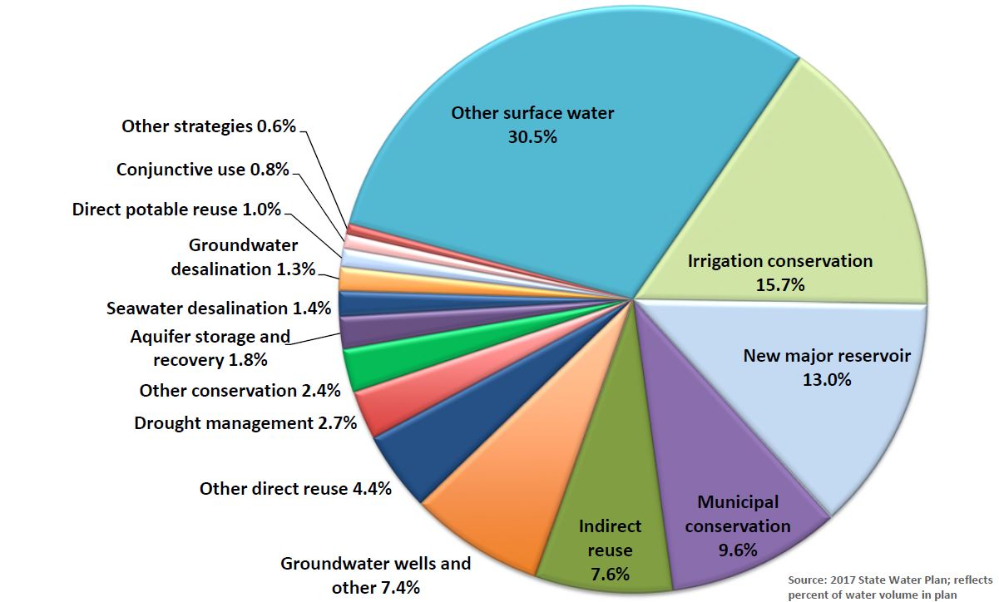 Other surface water
30.5%
Irrigation conservation
15.7%
New major reservoir
13.0%
Municipal
conservation
9.6%
Indirect
reuse
7.6%
Groundwater wells and
other 7.4%
Other direct reuse 4.4%
Drought management 2.7%
Other conservation 2.4%
Aquifer storage and
recovery 1.8%
Seawater desalination 1.4%
Groundwater
desalination 1.3%
Direct potable reuse 1.0%
Conjunctive use 0.8%
Other strategies 0.6%
Source: 2017 State Water Plan; reflects
percent of water volume in plan